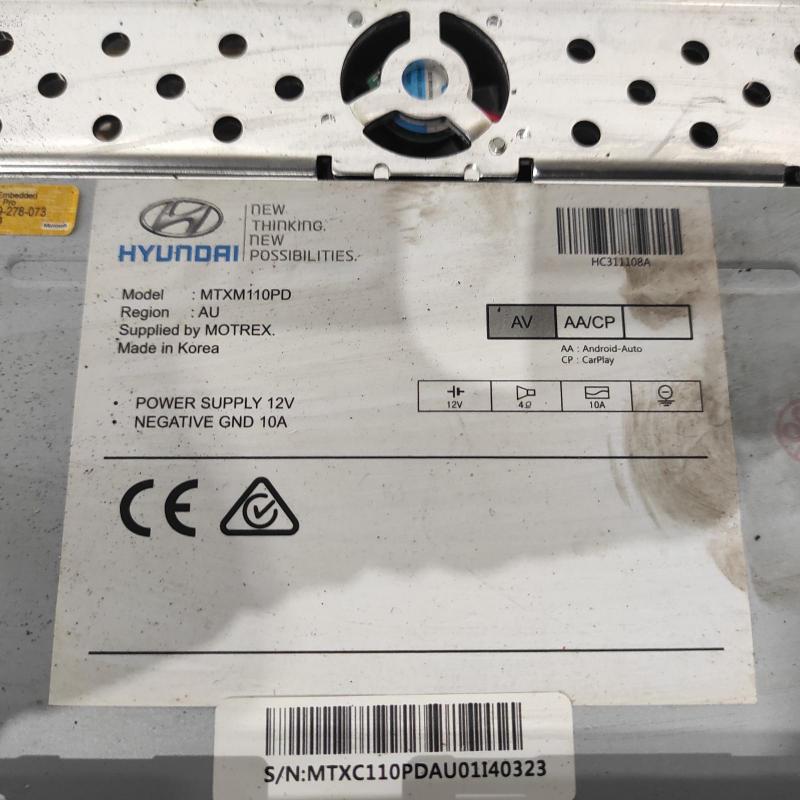 Embedded
Pro
-278-073
Microsoft
HYUNDAI
NEW
THINKING.
NEW
POSSIBILITIES.
HC311108A
Model : MTXM110PD
Region : AU
Supplied by MOTREX.
Made in Korea
AV AA/CP
AA : Android-Auto
CP : CarPlay
12V 4Ω 10A
• POWER SUPPLY 12V
• NEGATIVE GND 10A
CE
S/N:MTXC110PDAU01I40323